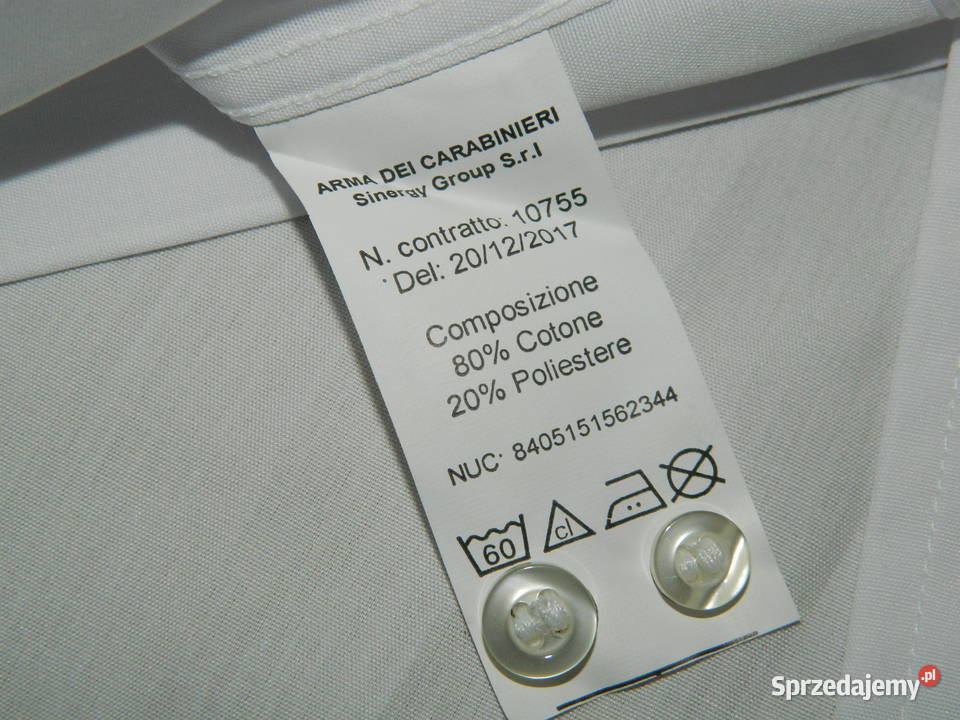 ARMA DEI CARABINIERI
Sinergy Group S.r.l
N. contratto: 10755
Del: 20/12/2017
Composizione
80% Cotone
20% Poliestere
NUC: 8405151562344
60 cl
Sprzedajemy.pl